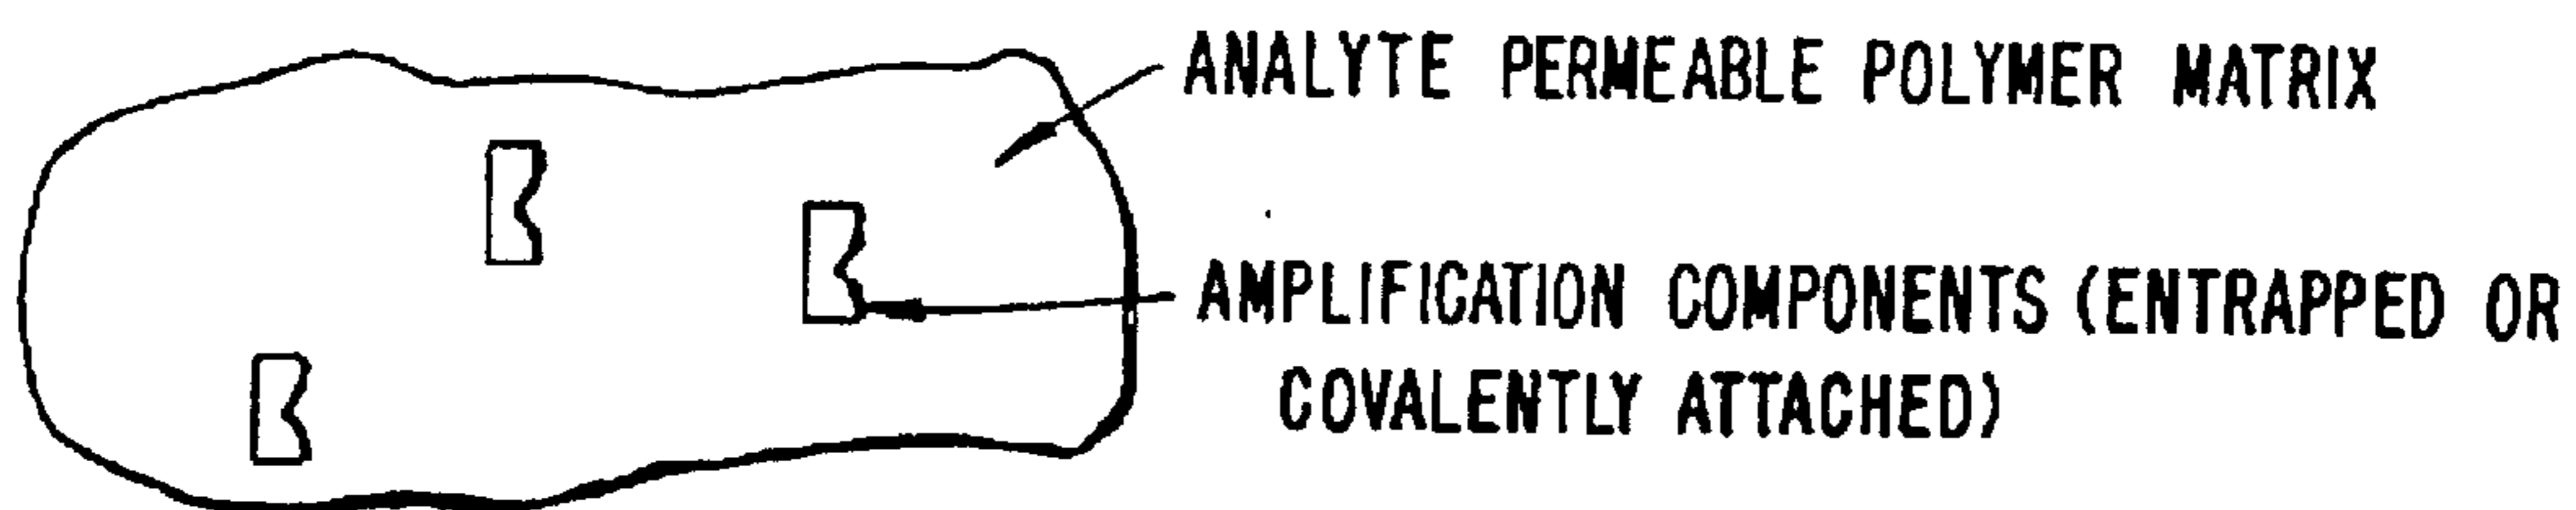 ANALYTE PERMEABLE POLYMER MATRIX
AMPLIFICATION COMPONENTS (ENTRAPPED OR
COVALENTLY ATTACHED)